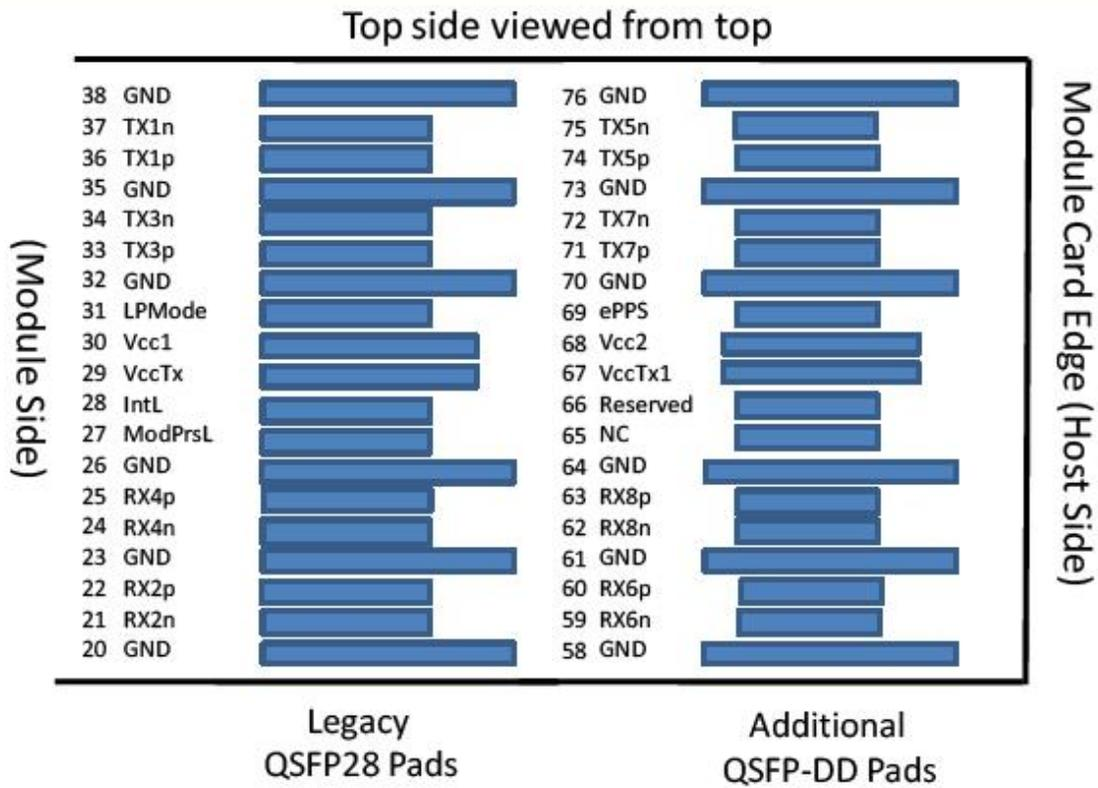 Top side viewed from top
38 GND
37 TX1n
36 TX1p
35 GND
34 TX3n
33 TX3p
32 GND
31 LPMode
30 Vcc1
29 VccTx
28 IntL
27 ModPrsL
26 GND
25 RX4p
24 RX4n
23 GND
22 RX2p
21 RX2n
20 GND
76 GND
75 TX5n
74 TX5p
73 GND
72 TX7n
71 TX7p
70 GND
69 ePPS
68 Vcc2
67 VccTx1
66 Reserved
65 NC
64 GND
63 RX8p
62 RX8n
61 GND
60 RX6p
59 RX6n
58 GND
(Module Side)
Module Card Edge (Host Side)
Legacy
QSFP28 Pads
Additional
QSFP-DD Pads